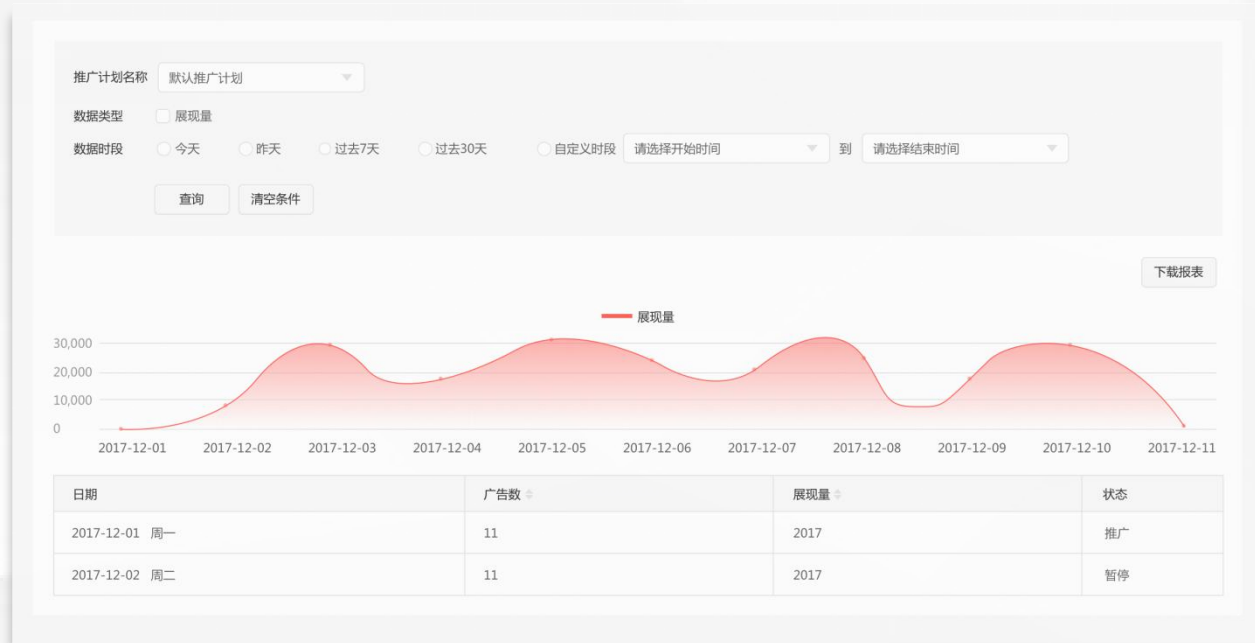 推广计划名称 默认推广计划
数据类型 展现量
数据时段 今天 昨天 过去7天 过去30天 自定义时段 请选择开始时间 到 请选择结束时间
查询 清空条件
下载报表
展现量
30,000
20,000
10,000
0
2017-12-01 2017-12-02 2017-12-03 2017-12-04 2017-12-05 2017-12-06 2017-12-07 2017-12-08 2017-12-09 2017-12-10 2017-12-11
日期 广告数 展现量 状态
2017-12-01 周一 11 2017 推广
2017-12-02 周二 11 2017 暂停